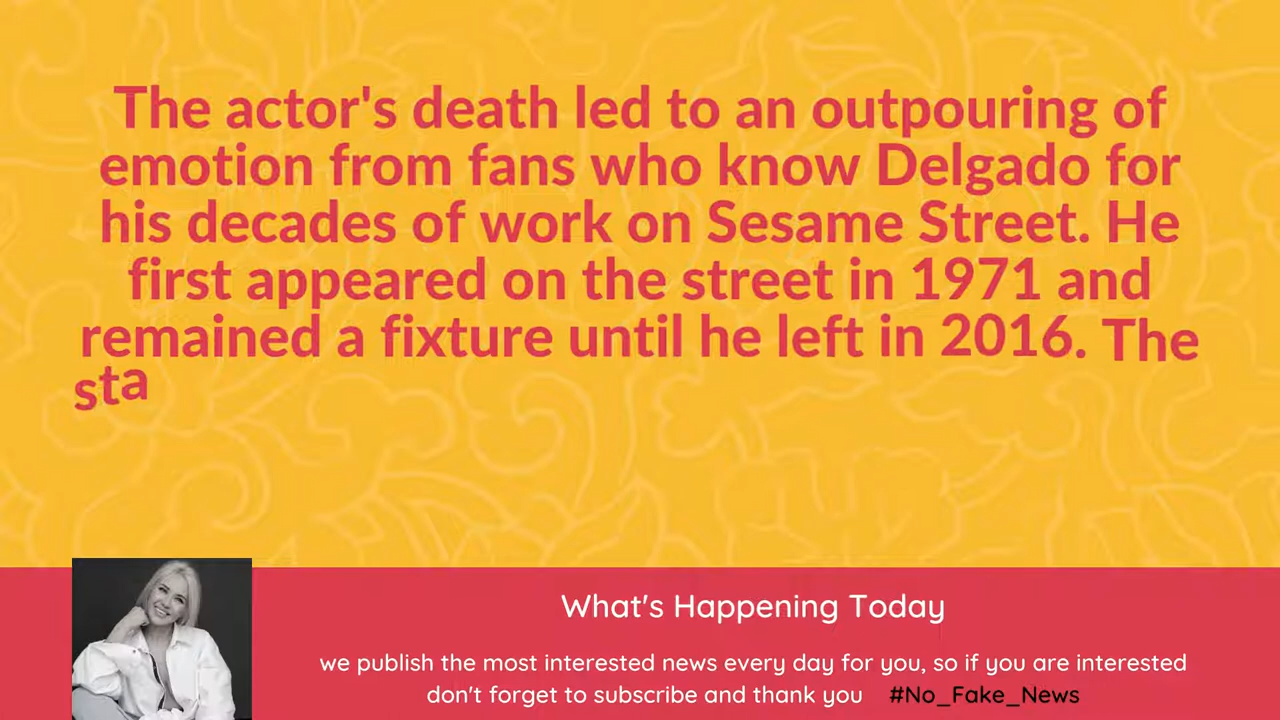 The actor's death led to an outpouring of
emotion from fans who know Delgado for
his decades of work on Sesame Street. He
first appeared on the street in 1971 and
remained a fixture until he left in 2016. The
sta
What's Happening Today
we publish the most interested news every day for you, so if you are interested
don't forget to subscribe and thank you #No_Fake_News